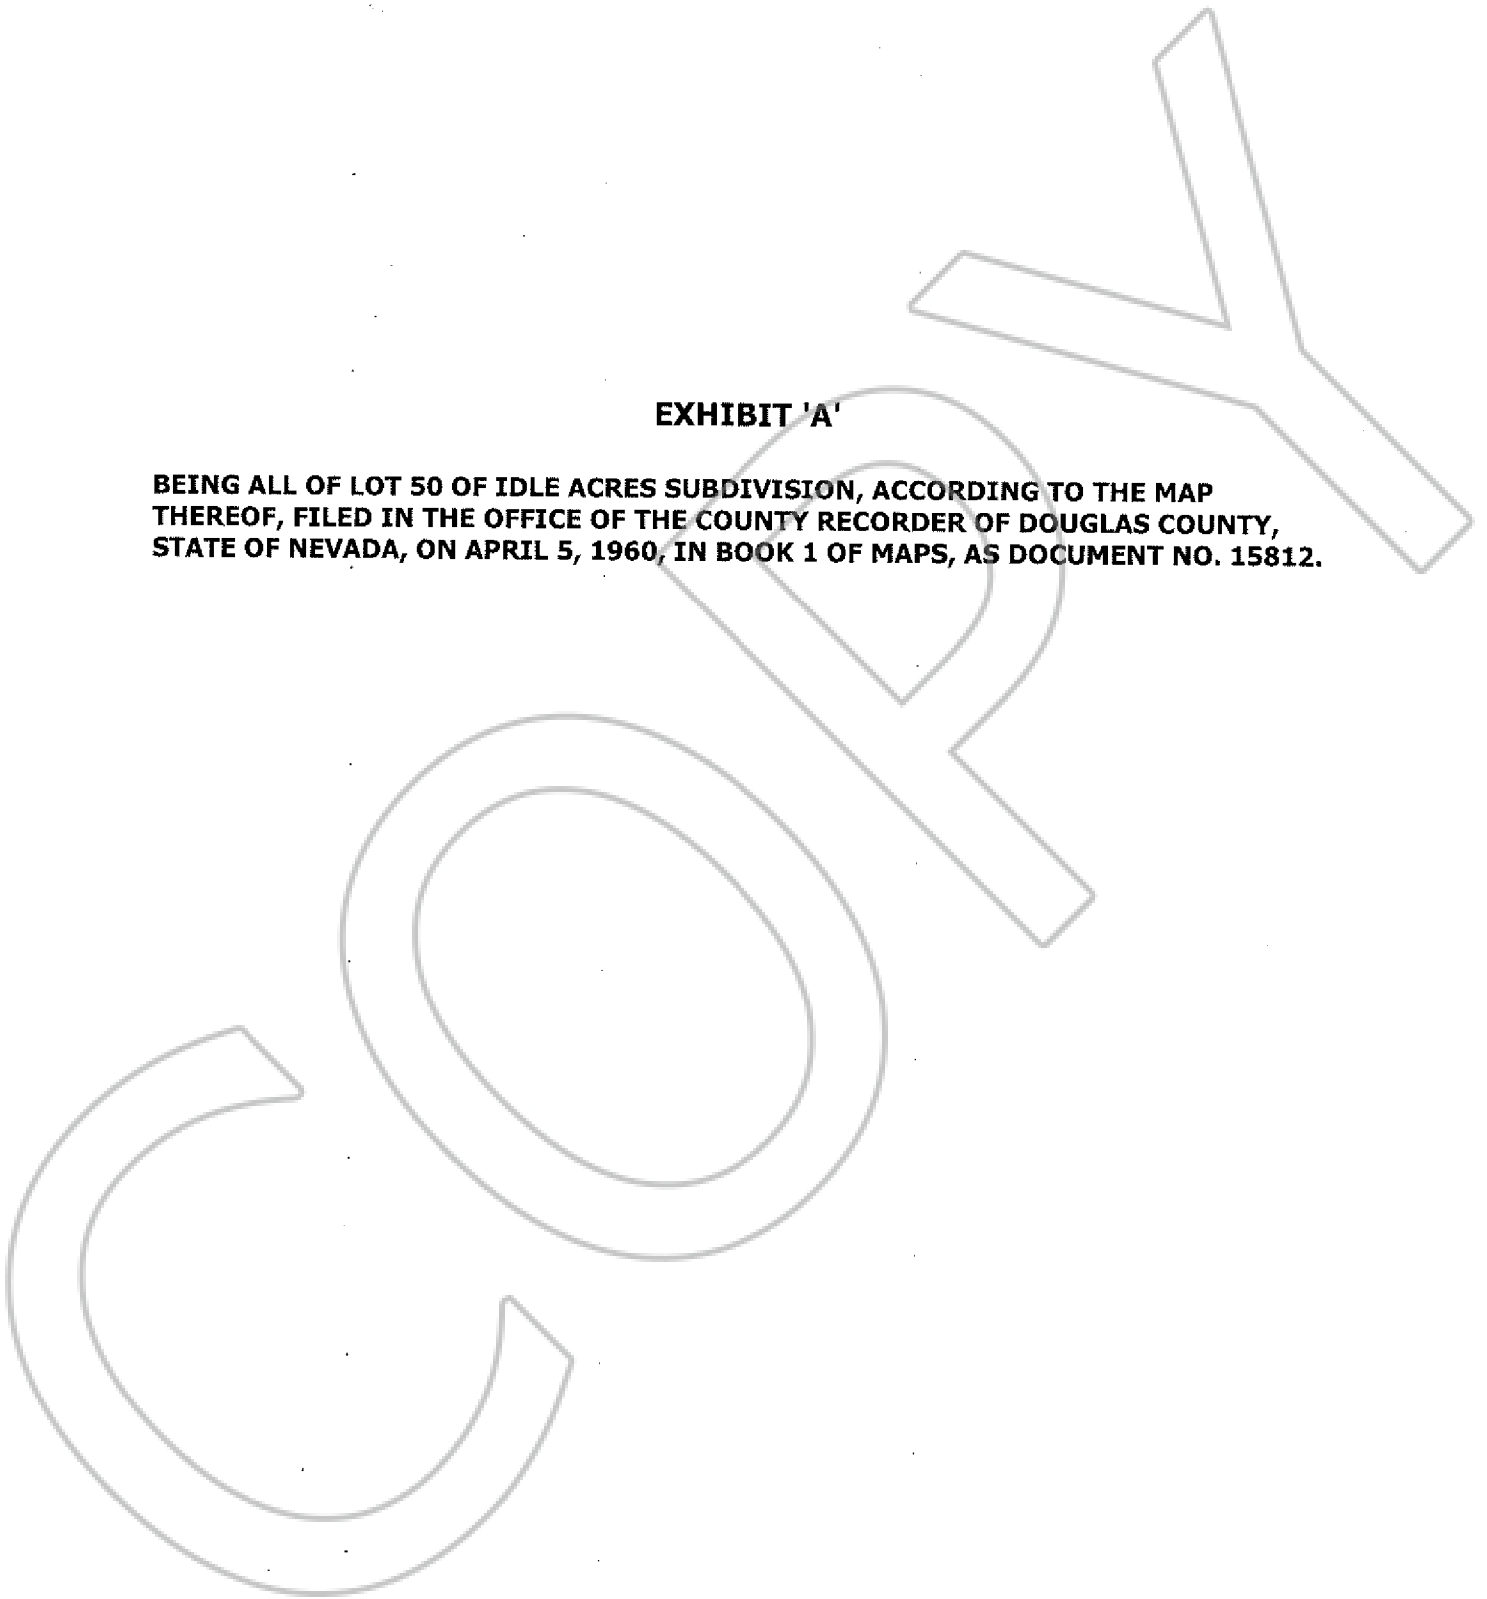 EXHIBIT 'A'
BEING ALL OF LOT 50 OF IDLE ACRES SUBDIVISION, ACCORDING TO THE MAP
THEREOF, FILED IN THE OFFICE OF THE COUNTY RECORDER OF DOUGLAS COUNTY,
STATE OF NEVADA, ON APRIL 5, 1960, IN BOOK 1 OF MAPS, AS DOCUMENT NO. 15812.
COPY